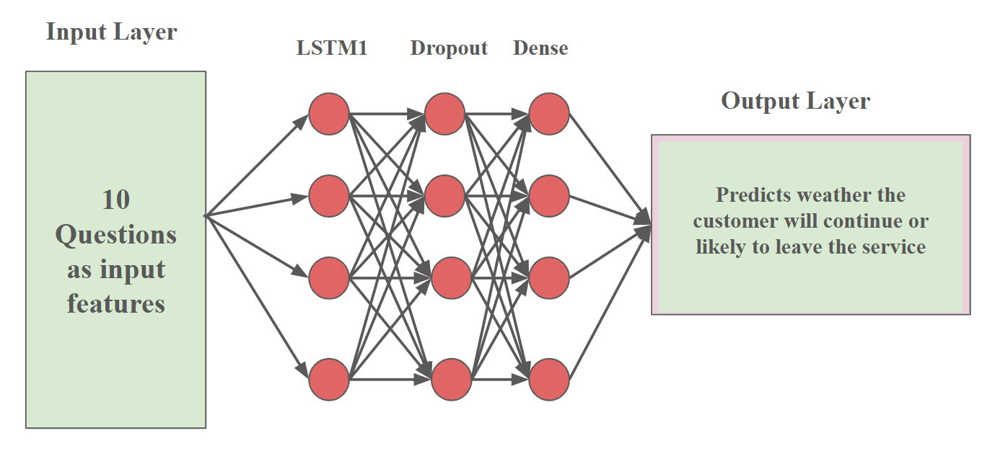 Input Layer
LSTM1
Dropout
Dense
Output Layer
10
Questions
as input
features
Predicts weather the
customer will continue or
likely to leave the service